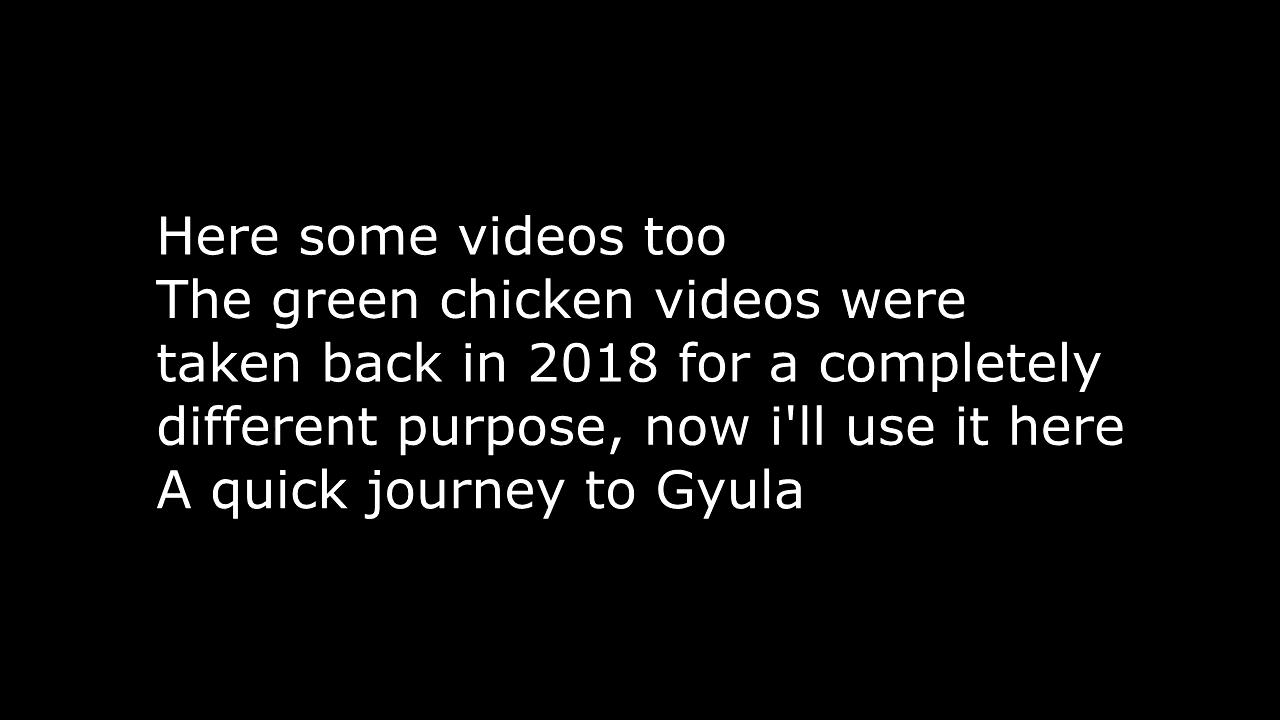 Here some videos too
The green chicken videos were
taken back in 2018 for a completely
different purpose, now i'll use it here
A quick journey to Gyula